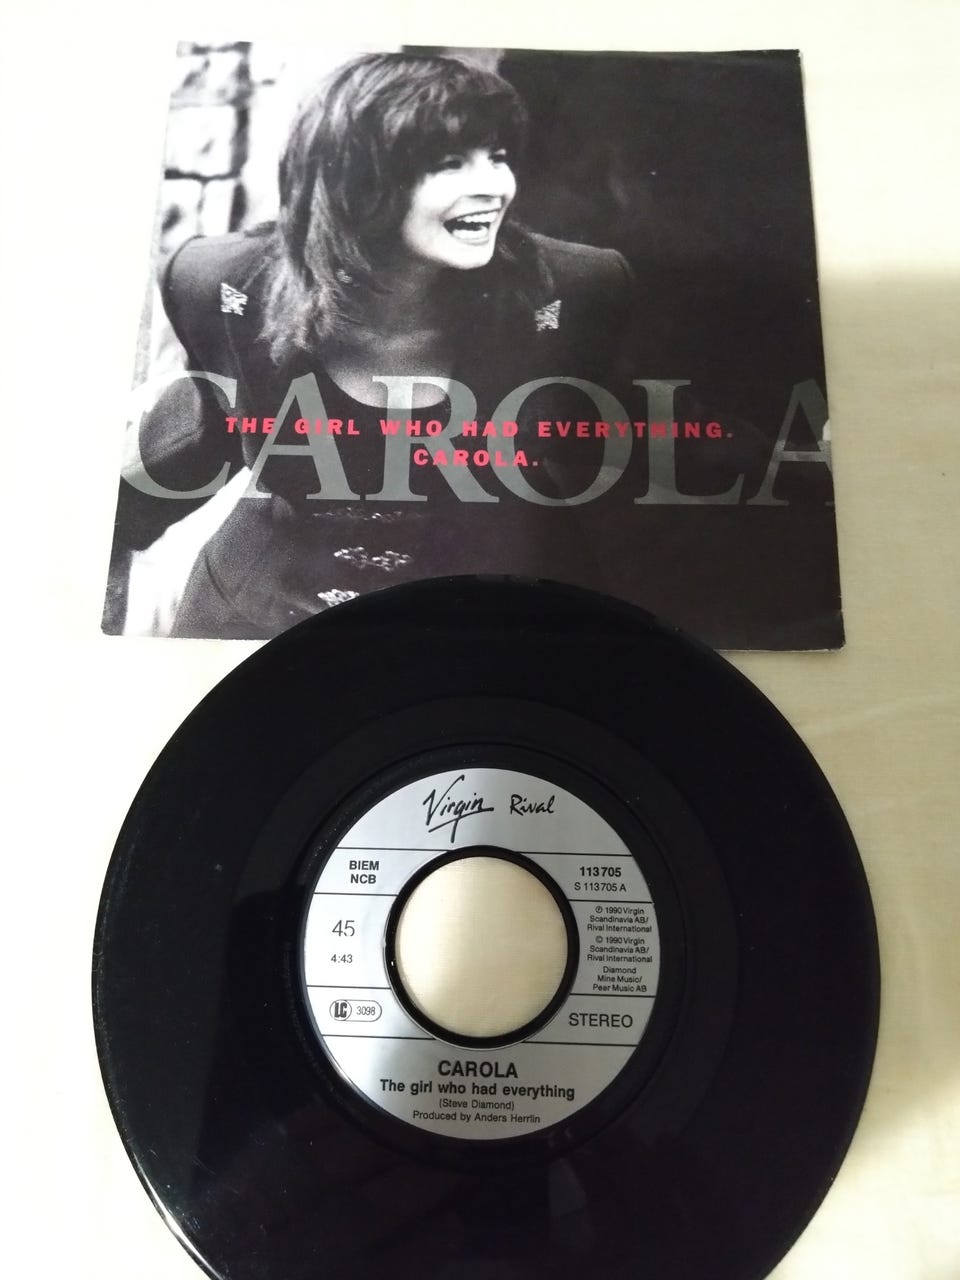 CAROLA
THE GIRL WHO HAD EVERYTHING.
CAROLA.
Virgin Rival
BIEM
NCB
113705
S 113705 A
45
4:43
℗ 1990 Virgin
Scandinavia AB/
Rival International
© 1990 Virgin
Scandinavia AB/
Rival International
Diamond
Mine Music/
Peer Music AB
LC 3098
STEREO
CAROLA
The girl who had everything
(Steve Diamond)
Produced by Anders Herrlin